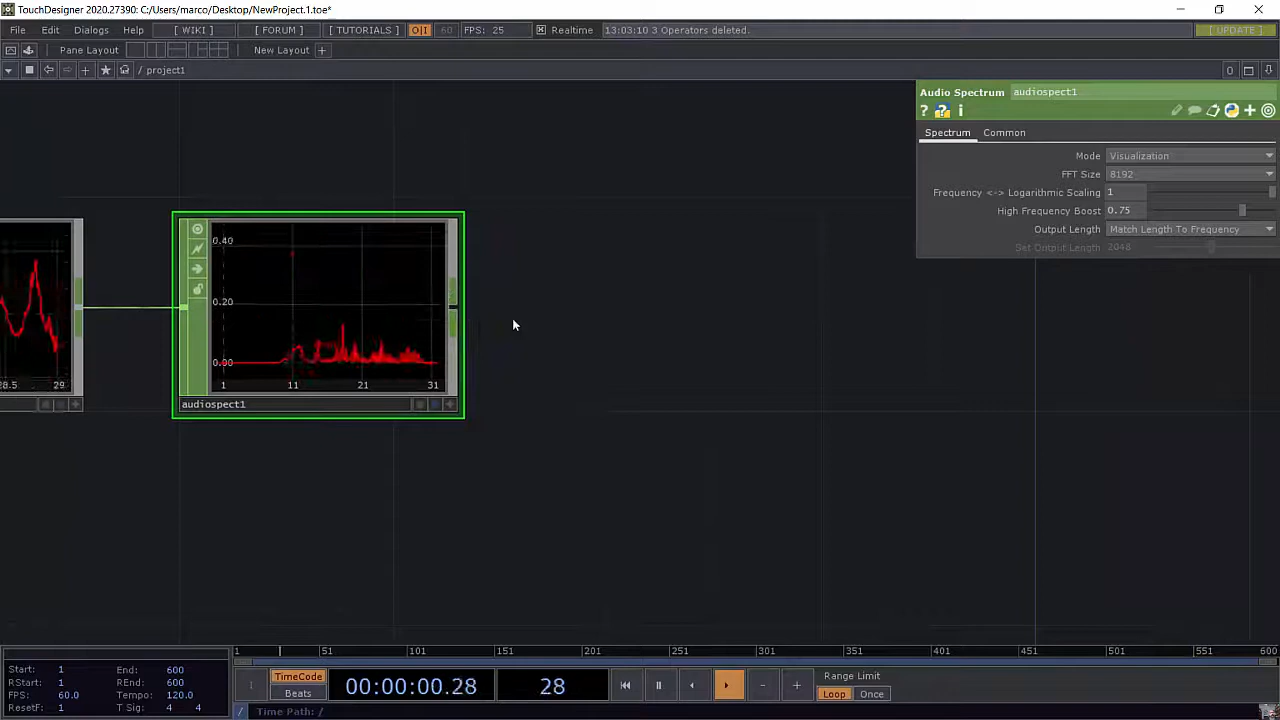 TouchDesigner 2020.27390: C:/Users/marco/Desktop/NewProject.1.toe*
File Edit Dialogs Help [ WIKI ] [ FORUM ] [ TUTORIALS ] O|I 60 FPS: 25 Realtime 13:03:10 3 Operators deleted. [ UPDATE ]
Pane Layout New Layout +
/ project1 0
Audio Spectrum audiospect1
? ? i
Spectrum Common
Mode Visualization
FFT Size 8192
Frequency <-> Logarithmic Scaling 1
High Frequency Boost 0.75
Output Length Match Length To Frequency
Set Output Length 2048
0.40
0.20
0.00
1 11 21 31
28.5 29
audiospect1
1 51 101 151 201 251 301 351 401 451 501 551 600
Start: 1 End: 600
RStart: 1 REnd: 600
FPS: 60.0 Tempo: 120.0
ResetF: 1 T Sig: 4 4
TimeCode
Beats
00:00:00.28 28
Range Limit
Loop Once
/ Time Path: /